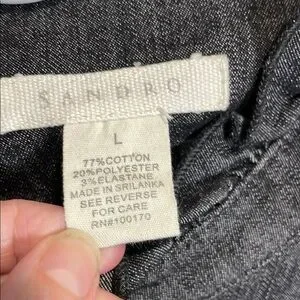 SANDRO
L
77%COTTON
20%POLYESTER
3%ELASTANE
MADE IN SRILANKA
SEE REVERSE
FOR CARE
RN#100170